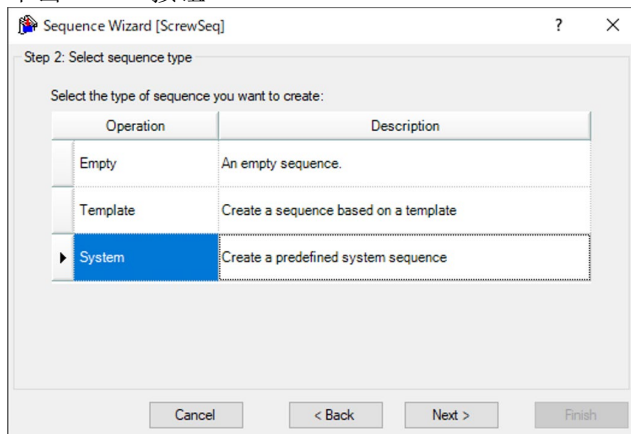 Sequence Wizard [ScrewSeq] ? ×
Step 2: Select sequence type
Select the type of sequence you want to create:
Operation Description
Empty An empty sequence.
Template Create a sequence based on a template
System Create a predefined system sequence
Cancel < Back Next > Finish